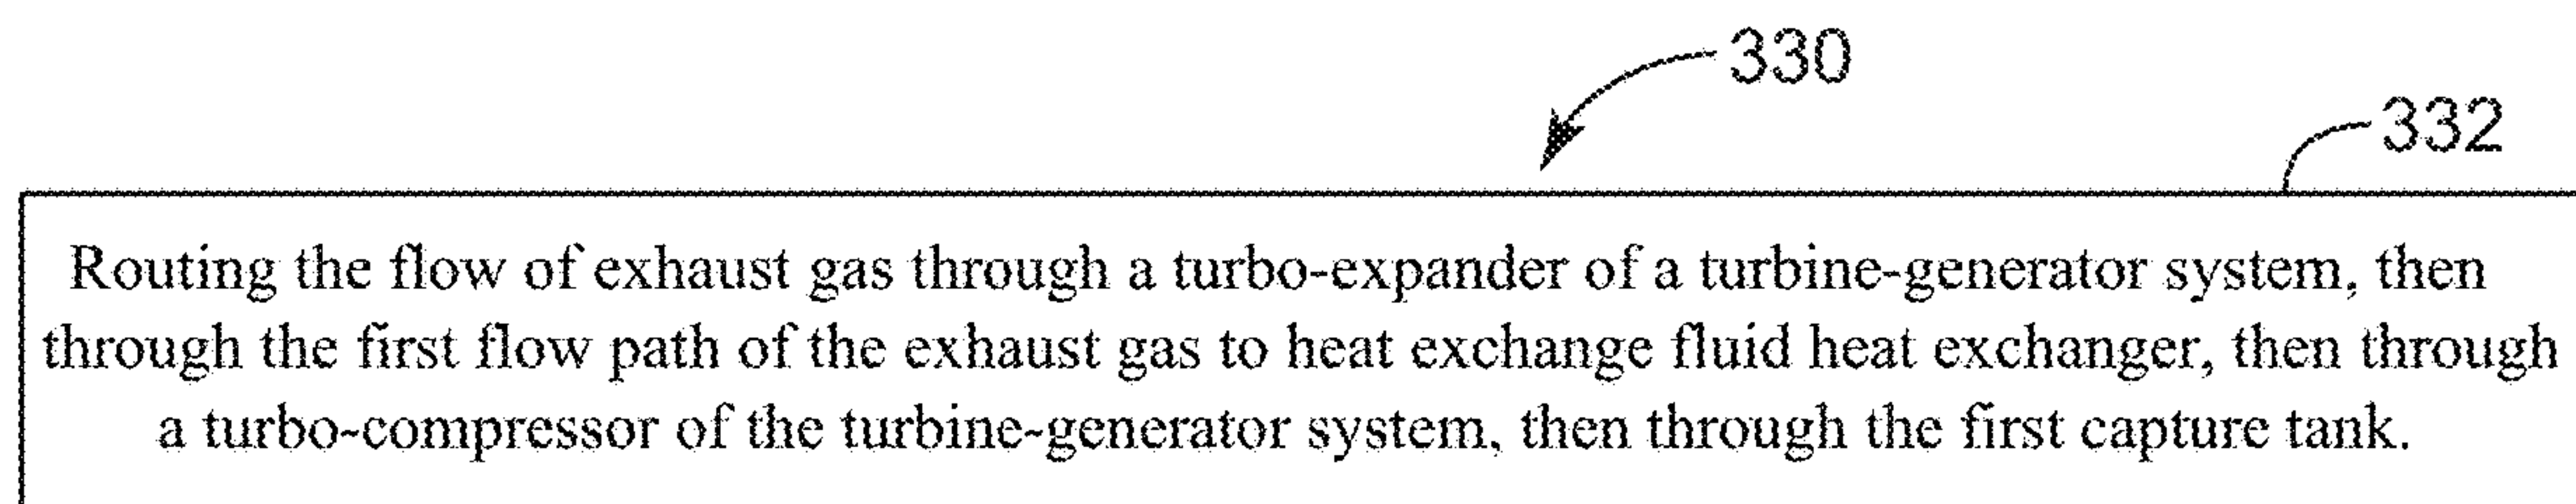 330
332
Routing the flow of exhaust gas through a turbo-expander of a turbine-generator system, then
through the first flow path of the exhaust gas to heat exchange fluid heat exchanger, then through
a turbo-compressor of the turbine-generator system, then through the first capture tank.